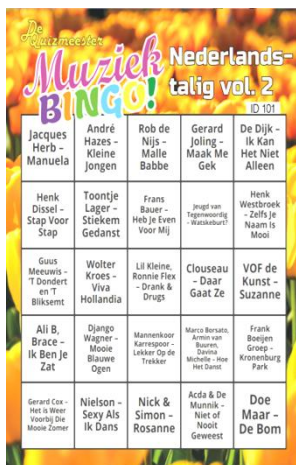 De
Quizmeester
Muziek
BINGO!
Nederlands-
talig vol. 2
ID 101
Jacques
Herb -
Manuela
André
Hazes -
Kleine
Jongen
Rob de
Nijs -
Malle
Babbe
Gerard
Joling -
Maak Me
Gek
De Dijk -
Ik Kan
Het Niet
Alleen
Henk
Dissel -
Stap Voor
Stap
Toontje
Lager -
Stiekem
Gedanst
Frans
Bauer -
Heb Je Even
Voor Mij
Jeugd van
Tegenwoordig
- Watskeburt?
Henk
Westbroek
- Zelfs Je
Naam Is
Mooi
Guus
Meeuwis -
'T Dondert
en 'T
Bliksemt
Wolter
Kroes -
Viva
Hollandia
Lil Kleine,
Ronnie Flex
- Drank &
Drugs
Clouseau
- Daar
Gaat Ze
VOF de
Kunst -
Suzanne
Ali B,
Brace -
Ik Ben Je
Zat
Django
Wagner -
Mooie
Blauwe
Ogen
Mannenkoor
Karrespoor -
Lekker Op de
Trekker
Marco Borsato,
Armin van
Buuren,
Davina
Michelle - Hoe
Het Danst
Frank
Boeijen
Groep -
Kronenburg
Park
Gerard Cox -
Het is Weer
Voorbij Die
Mooie Zomer
Nielson -
Sexy Als
Ik Dans
Nick &
Simon -
Rosanne
Acda & De
Munnik -
Niet of
Nooit
Geweest
Doe
Maar -
De Bom